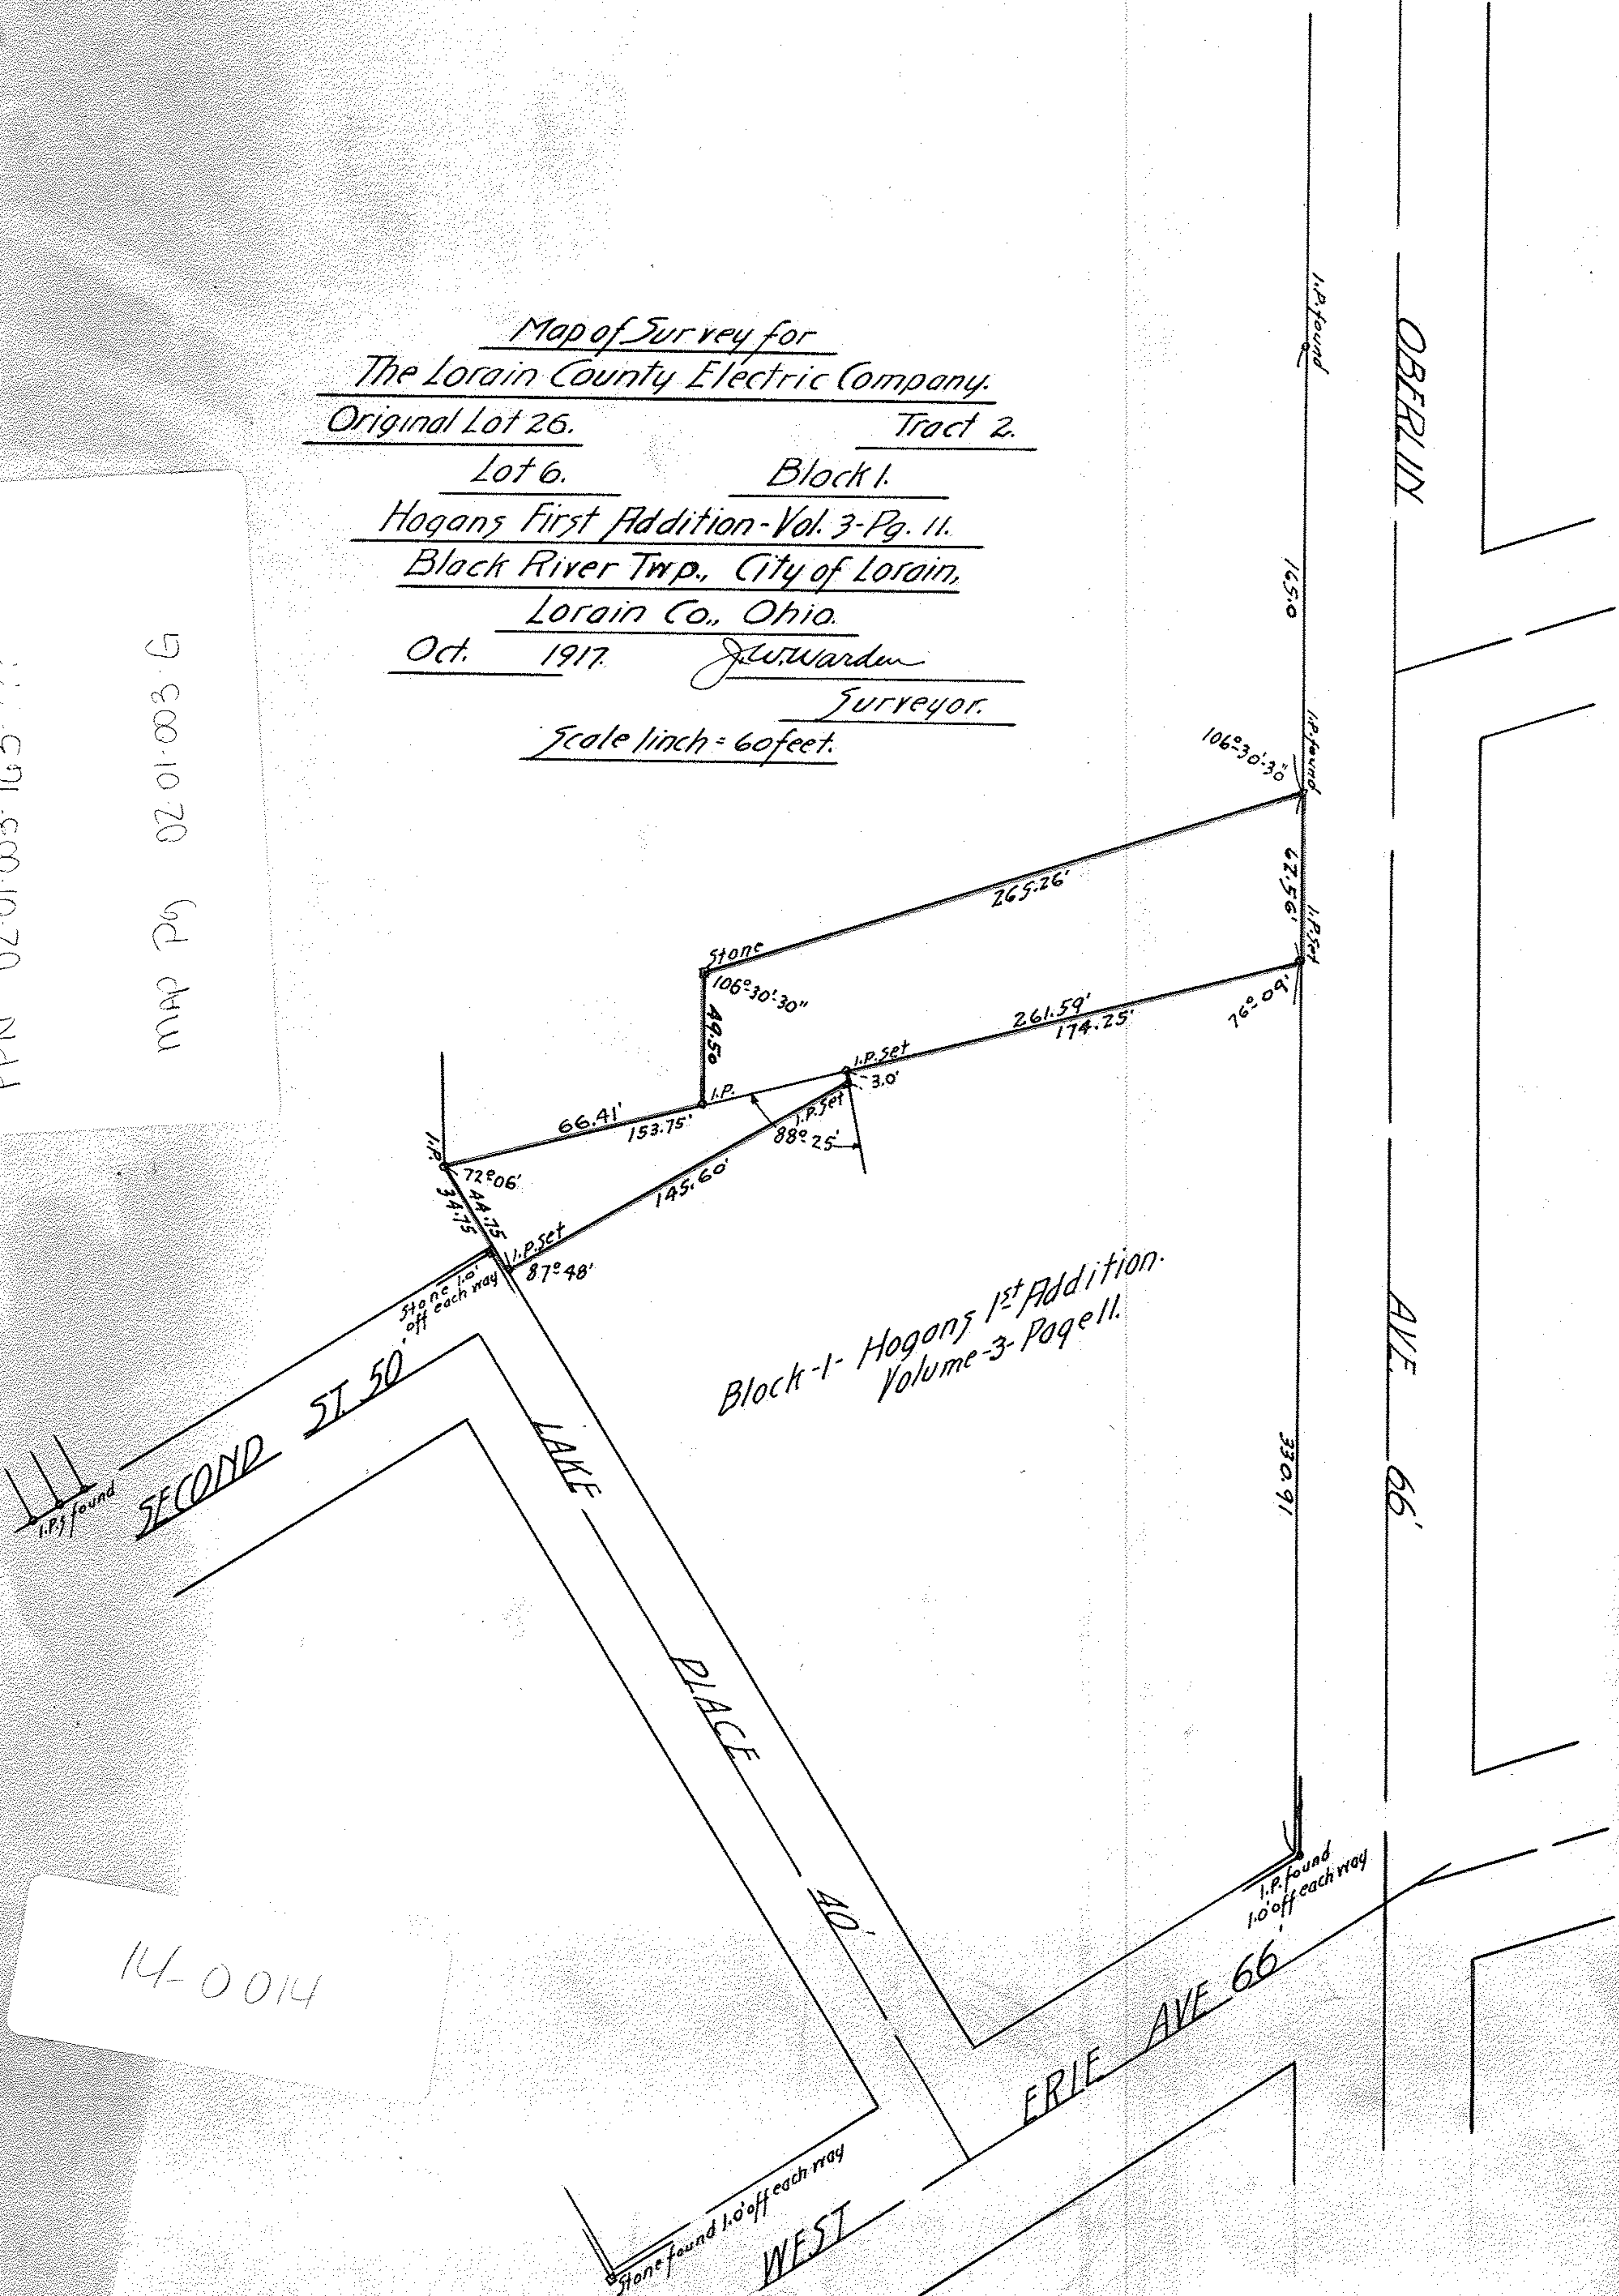 Map of Survey for
The Lorain County Electric Company.
Original Lot 26. Tract 2.
Lot 6. Block 1.
Hogans First Addition-Vol. 3-Pg. 11.
Black River Twp., City of Lorain,
Lorain Co., Ohio.
Oct. 1917. J.W. Warden
Surveyor.
Scale 1 inch = 60 feet.
I.P. found
OBERLIN
165.0
I.P. found
106°-30'-30"
265.26'
67.56'
I.P. Set
Stone
106°-30'-30"
49.50
261.59'
174.25'
76°-09'
I.P. Set
3.0'
I.P.
I.P. Set
88° 25'
66.41'
153.75'
I.P.
72°06'
44.75
34.75
145.60'
I.P. Set
87°48'
Stone 1.0'
off each way
SECOND ST. 50'
I.P.s found
Block-1- Hogans 1st Addition.
Volume-3-Page 11.
LAKE PLACE 40'
330.91
AVE. 66'
I.P. found
1.0' off each way
WEST ERIE AVE 66'
Stone found 1.0' off each way
MAP Pg 02 01.003 G
14-0014